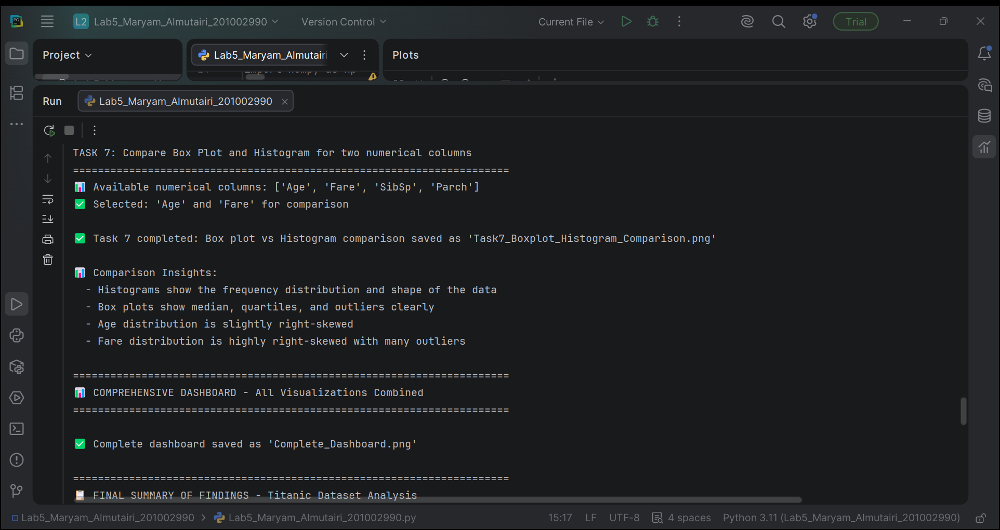 PC
L2 Lab5_Maryam_Almutairi_201002990
Version Control
Current File
Trial
Project
Lab5_Maryam_Almutairi
Plots
Run
Lab5_Maryam_Almutairi_201002990
TASK 7: Compare Box Plot and Histogram for two numerical columns
======================================================================
Available numerical columns: ['Age', 'Fare', 'SibSp', 'Parch']
Selected: 'Age' and 'Fare' for comparison
Task 7 completed: Box plot vs Histogram comparison saved as 'Task7_Boxplot_Histogram_Comparison.png'
Comparison Insights:
- Histograms show the frequency distribution and shape of the data
- Box plots show median, quartiles, and outliers clearly
- Age distribution is slightly right-skewed
- Fare distribution is highly right-skewed with many outliers
======================================================================
COMPREHENSIVE DASHBOARD - All Visualizations Combined
======================================================================
Complete dashboard saved as 'Complete_Dashboard.png'
======================================================================
FINAL SUMMARY OF FINDINGS - Titanic Dataset Analysis
Lab5_Maryam_Almutairi_201002990 > Lab5_Maryam_Almutairi_201002990.py
15:17 LF UTF-8 4 spaces Python 3.11 (Lab5_Maryam_Almutairi_201002990)